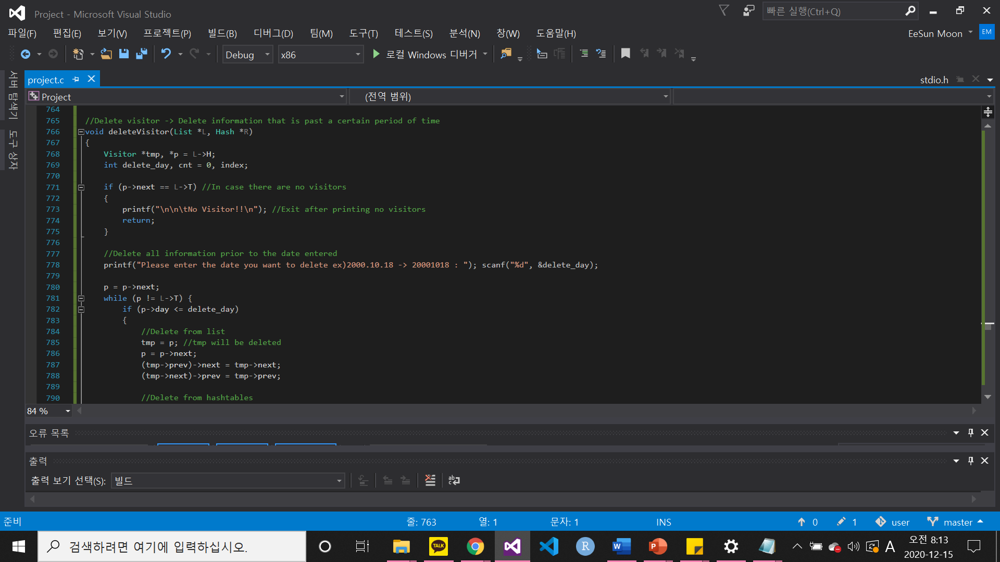 Project - Microsoft Visual Studio
빠른 실행(Ctrl+Q)
파일(F) 편집(E) 보기(V) 프로젝트(P) 빌드(B) 디버그(D) 팀(M) 도구(T) 테스트(S) 분석(N) 창(W) 도움말(H)
EeSun Moon EM
Debug x86 로컬 Windows 디버거
서버 탐색기
도구 상자
project.c
stdio.h
Project (전역 범위)
764
765 //Delete visitor -> Delete information that is past a certain period of time
766 void deleteVisitor(List *L, Hash *R)
767 {
768 Visitor *tmp, *p = L->H;
769 int delete_day, cnt = 0, index;
770
771 if (p->next == L->T) //In case there are no visitors
772 {
773 printf("\n\n\tNo Visitor!!\n"); //Exit after printing no visitors
774 return;
775 }
776
777 //Delete all information prior to the date entered
778 printf("Please enter the date you want to delete ex)2000.10.18 -> 20001018 : "); scanf("%d", &delete_day);
779
780 p = p->next;
781 while (p != L->T) {
782 if (p->day <= delete_day)
783 {
784 //Delete from list
785 tmp = p; //tmp will be deleted
786 p = p->next;
787 (tmp->prev)->next = tmp->next;
788 (tmp->next)->prev = tmp->prev;
789
790 //Delete from hashtables
84 %
오류 목록
출력
출력 보기 선택(S): 빌드
준비 줄: 763 열: 1 문자: 1 INS 0 1 user master
검색하려면 여기에 입력하십시오.
TALK
R
W
P
A
오전 8:13
2020-12-15